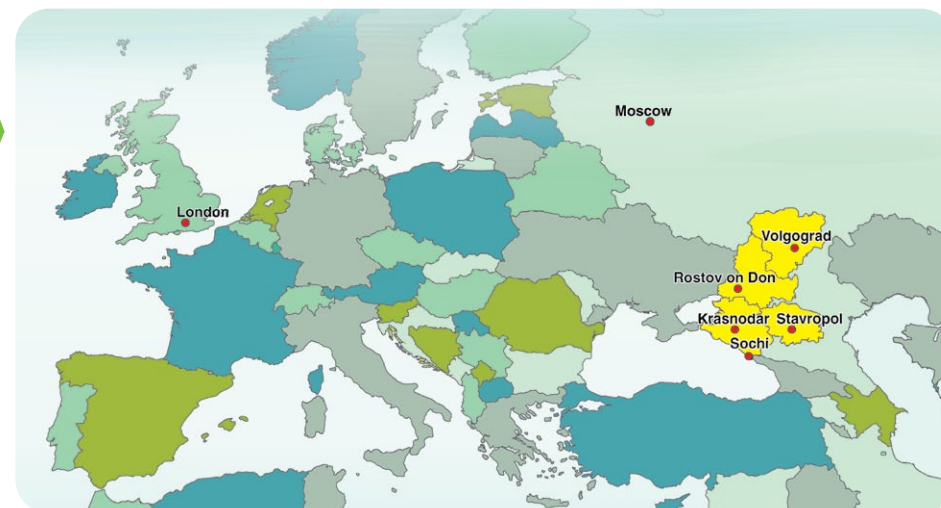 Moscow
London
Volgograd
Rostov on Don
Krasnodar
Stavropol
Sochi